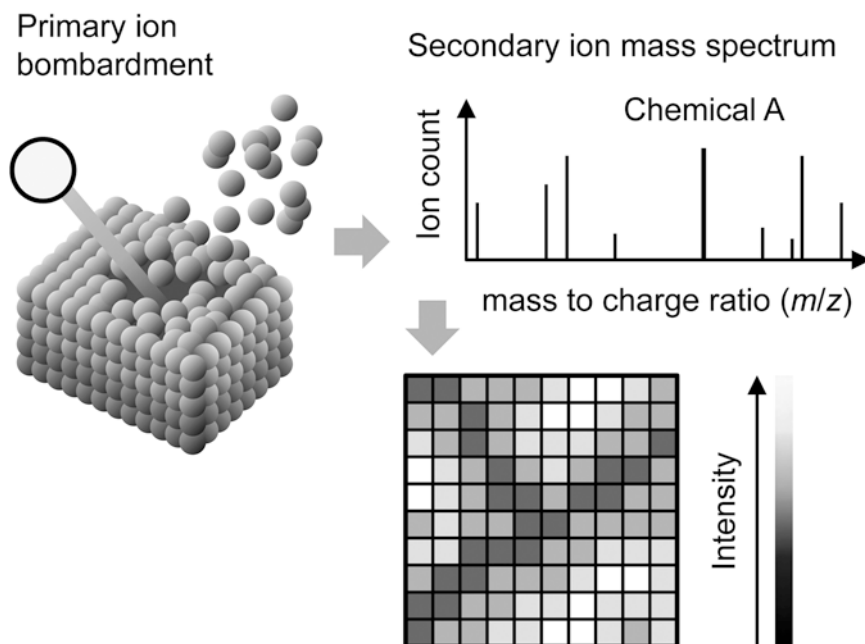 Primary ion
bombardment
Secondary ion mass spectrum
Chemical A
Ion count
mass to charge ratio (m/z)
Intensity